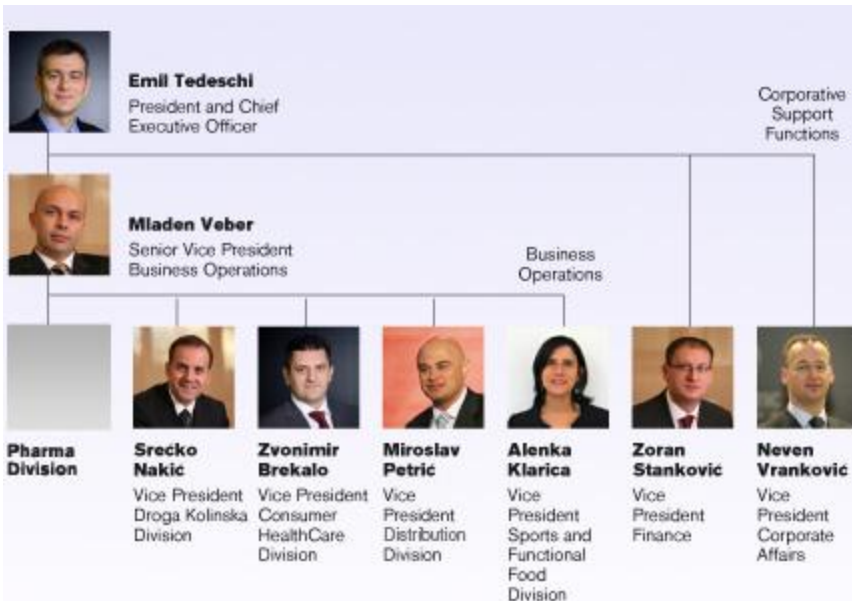 Emil Tedeschi
President and Chief
Executive Officer
Corporative
Support
Functions
Mladen Veber
Senior Vice President
Business Operations
Business
Operations
Pharma
Division
Srećko
Nakić
Vice President
Droga Kolinska
Division
Zvonimir
Brekalo
Vice President
Consumer
HealthCare
Division
Miroslav
Petrić
Vice
President
Distribution
Division
Alenka
Klarica
Vice
President
Sports and
Functional
Food
Division
Zoran
Stanković
Vice
President
Finance
Neven
Vranković
Vice
President
Corporate
Affairs